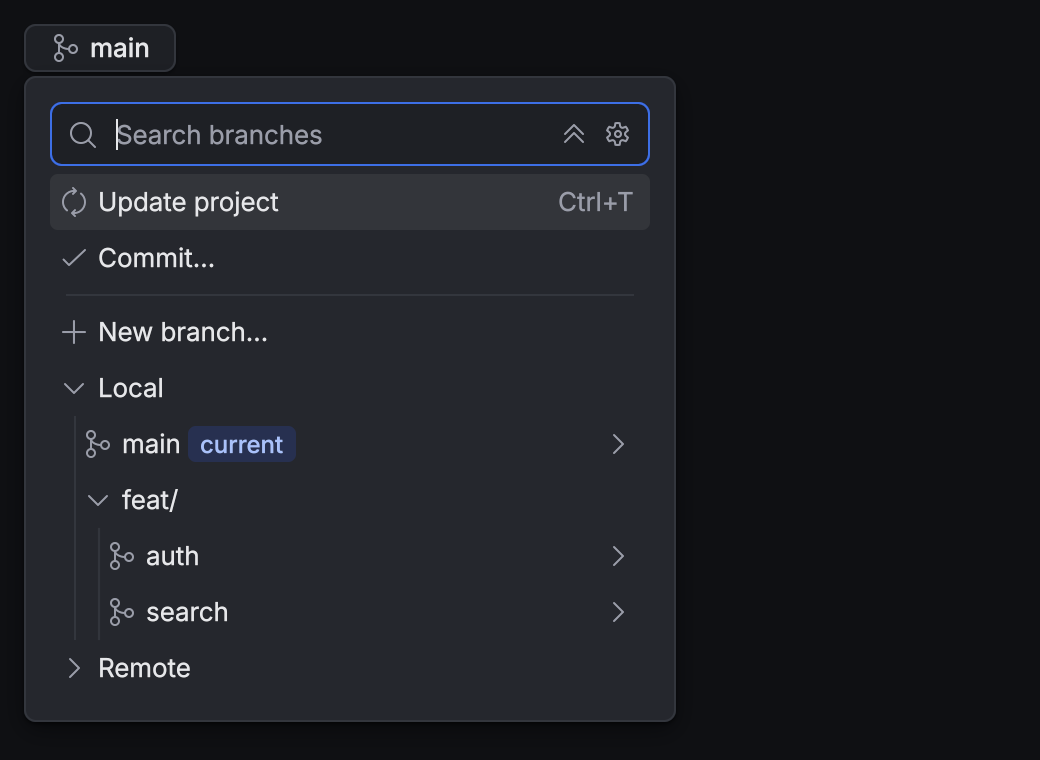 main
Search branches
Update project Ctrl+T
Commit...
New branch...
Local
main current
feat/
auth
search
Remote